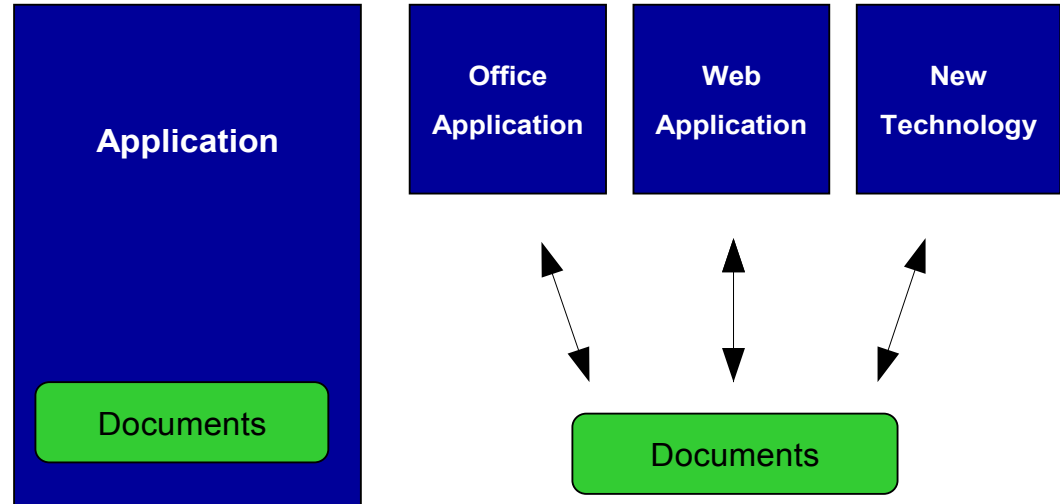 Application
Documents
Office
Application
Web
Application
New
Technology
Documents